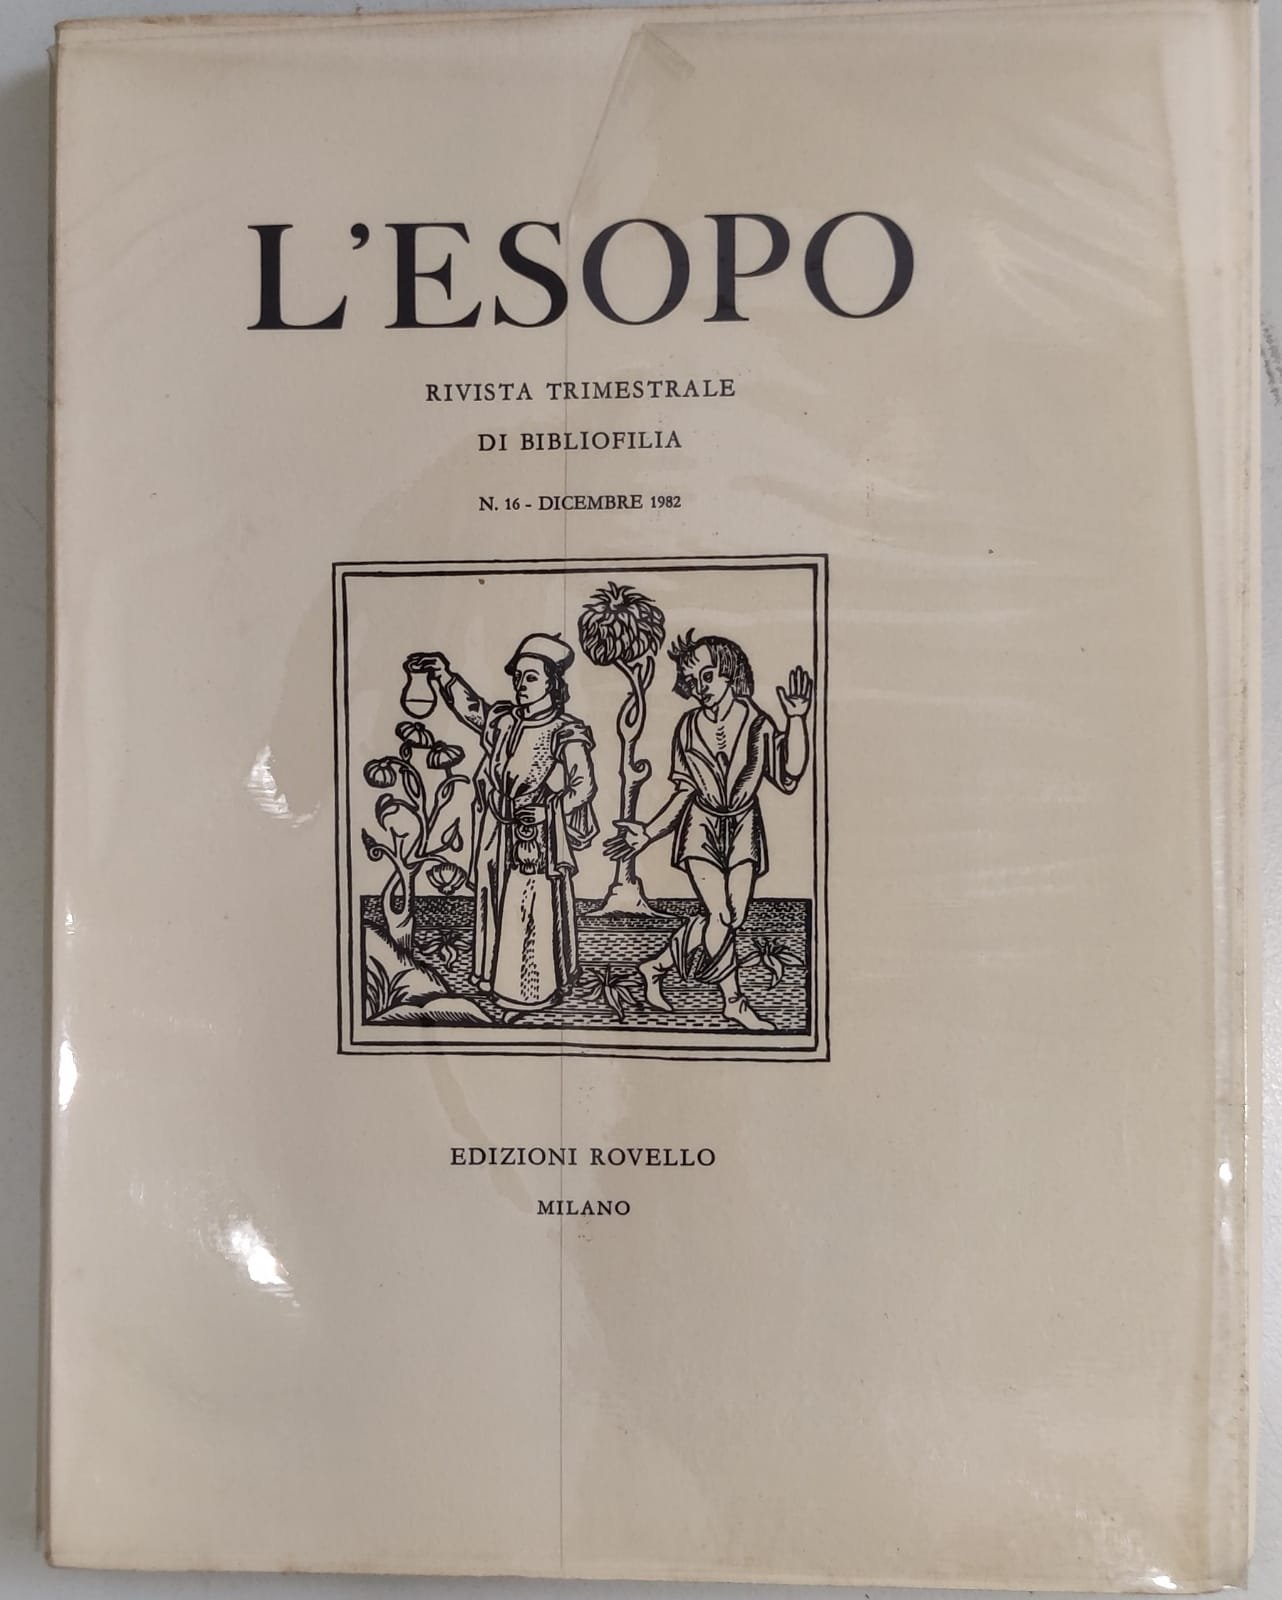 L'ESOPO
RIVISTA TRIMESTRALE
DI BIBLIOFILIA
N. 16 - DICEMBRE 1982
EDIZIONI ROVELLO
MILANO